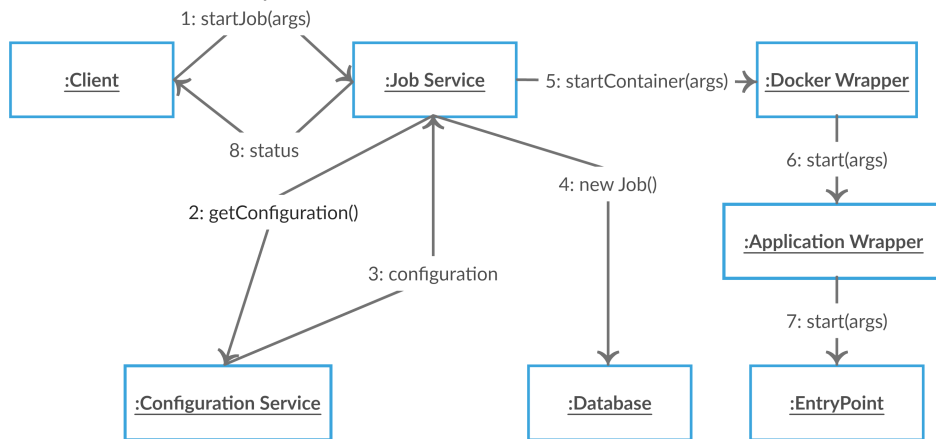 1: startJob(args)
:Client
:Job Service
5: startContainer(args)
:Docker Wrapper
8: status
6: start(args)
4: new Job()
2: getConfiguration()
:Application Wrapper
3: configuration
7: start(args)
:Configuration Service
:Database
:EntryPoint